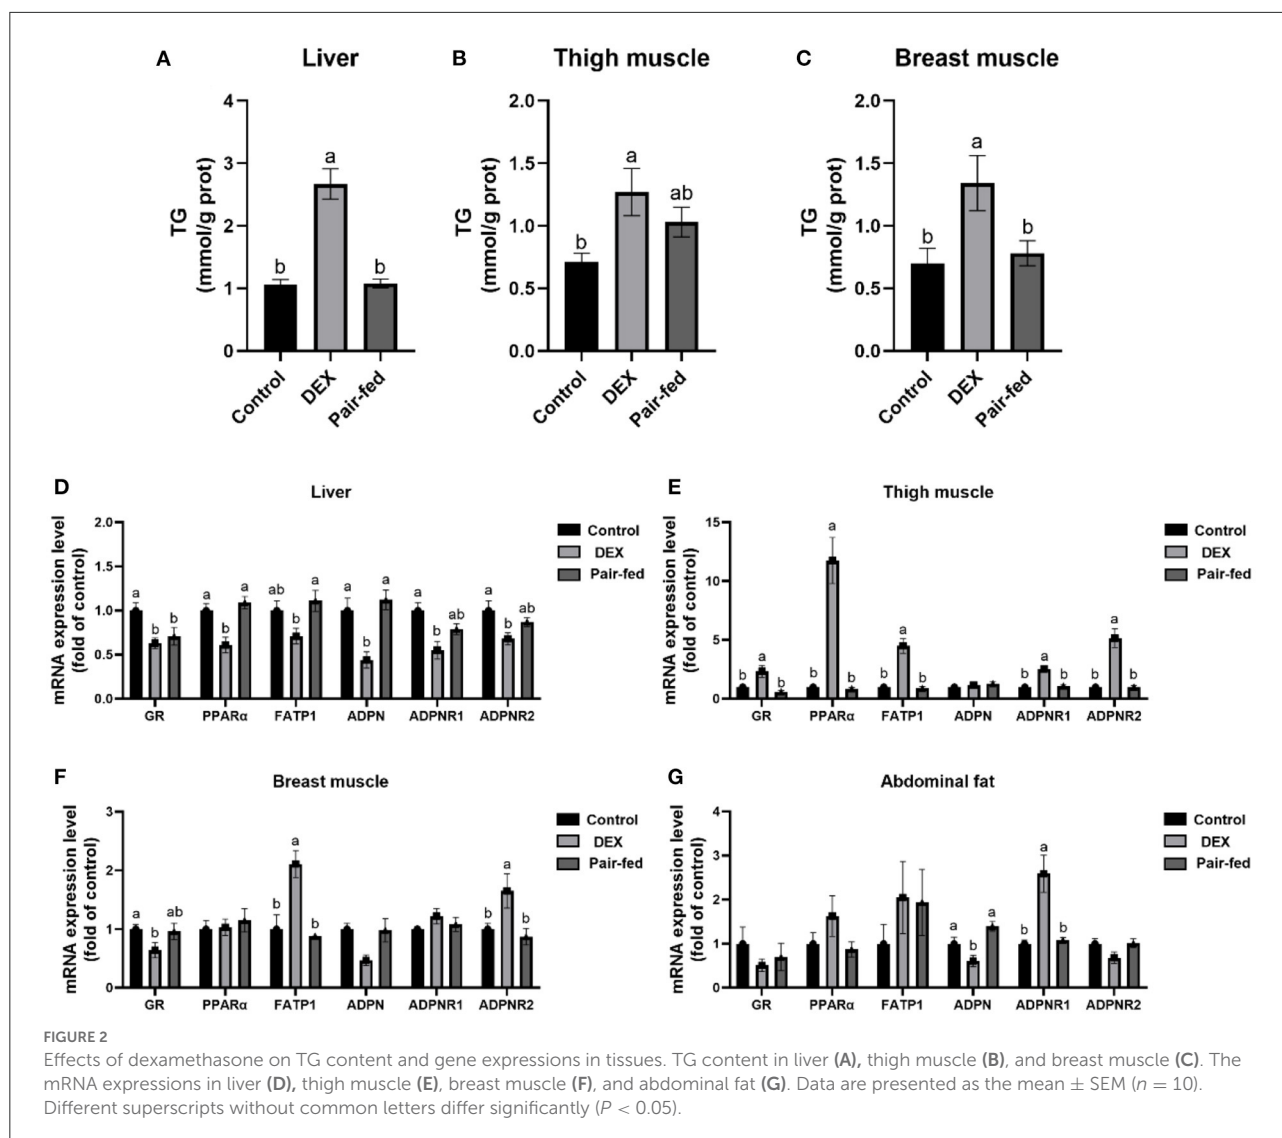 A Liver
TG
(mmol/g prot)
4
3
2
1
0
b
a
b
Control
DEX
Pair-fed
B Thigh muscle
TG
(mmol/g prot)
2.0
1.5
1.0
0.5
0.0
b
a
ab
Control
DEX
Pair-fed
C Breast muscle
TG
(mmol/g prot)
2.0
1.5
1.0
0.5
0.0
b
a
b
Control
DEX
Pair-fed
D Liver
mRNA expression level
(fold of control)
2.0
1.5
1.0
0.5
0.0
a b b
a b a
ab b a
a b a
a b ab
a b ab
GR PPARα FATP1 ADPN ADPNR1 ADPNR2
Control
DEX
Pair-fed
E Thigh muscle
mRNA expression level
(fold of control)
15
10
5
0
b a b
b a b
b a b
b a b
b a b
GR PPARα FATP1 ADPN ADPNR1 ADPNR2
Control
DEX
Pair-fed
F Breast muscle
mRNA expression level
(fold of control)
3
2
1
0
a b ab
b a b
b a b
GR PPARα FATP1 ADPN ADPNR1 ADPNR2
Control
DEX
Pair-fed
G Abdominal fat
mRNA expression level
(fold of control)
4
3
2
1
0
a b a
b a b
GR PPARα FATP1 ADPN ADPNR1 ADPNR2
Control
DEX
Pair-fed
FIGURE 2
Effects of dexamethasone on TG content and gene expressions in tissues. TG content in liver (A), thigh muscle (B), and breast muscle (C). The
mRNA expressions in liver (D), thigh muscle (E), breast muscle (F), and abdominal fat (G). Data are presented as the mean ± SEM (n = 10).
Different superscripts without common letters differ significantly (P < 0.05).